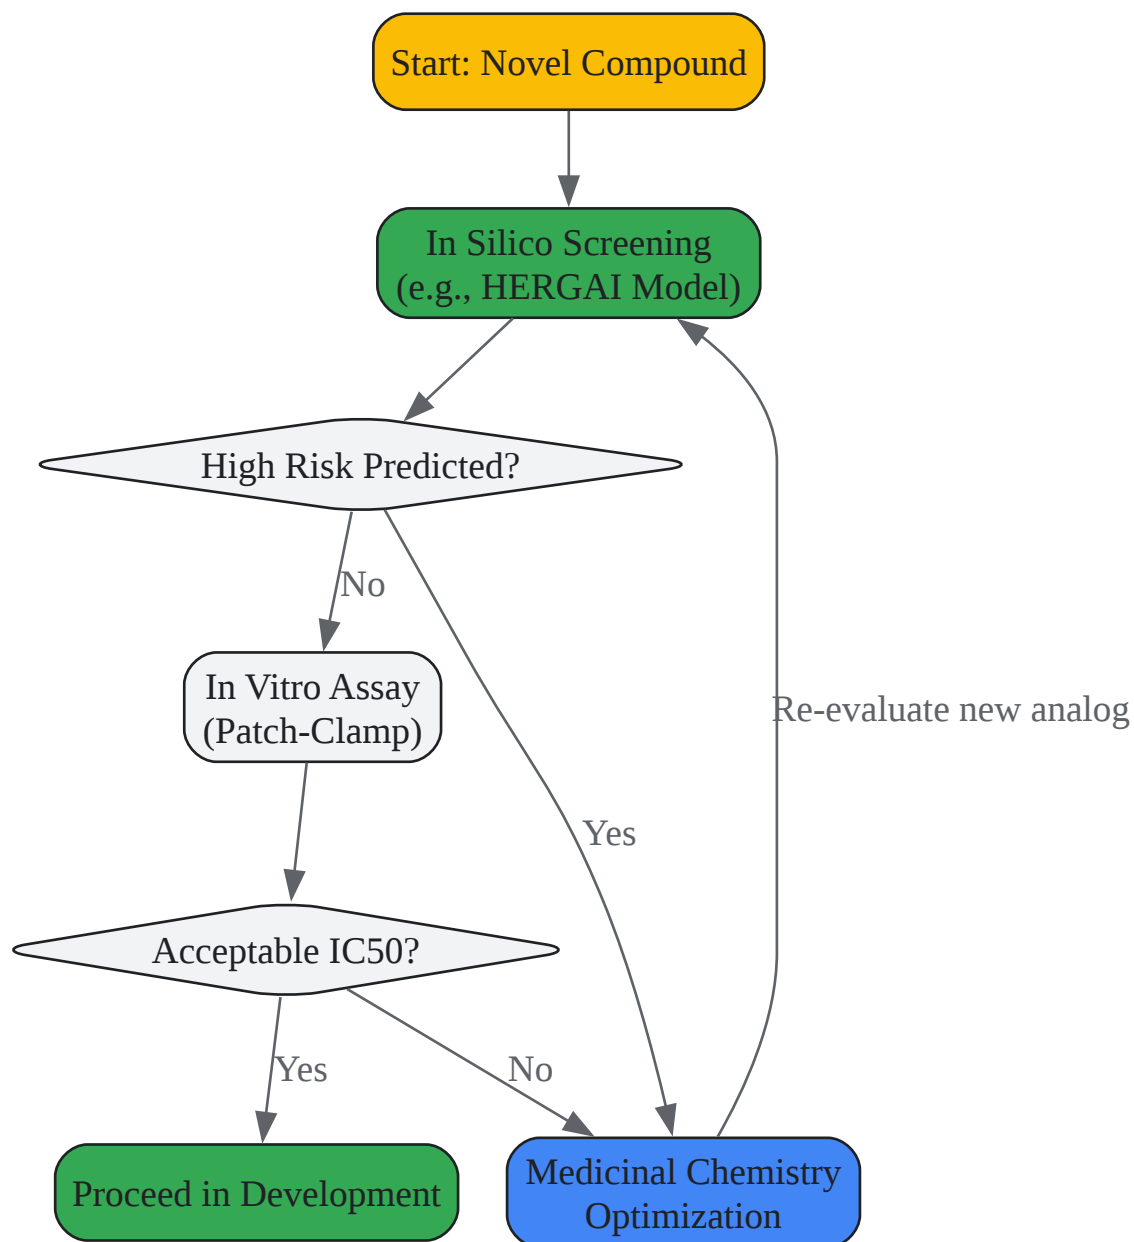 Start: Novel Compound
In Silico Screening
(e.g., HERGAI Model)
High Risk Predicted?
No
In Vitro Assay
(Patch-Clamp)
Re-evaluate new analog
Yes
Acceptable IC50?
Yes
No
Proceed in Development
Medicinal Chemistry
Optimization